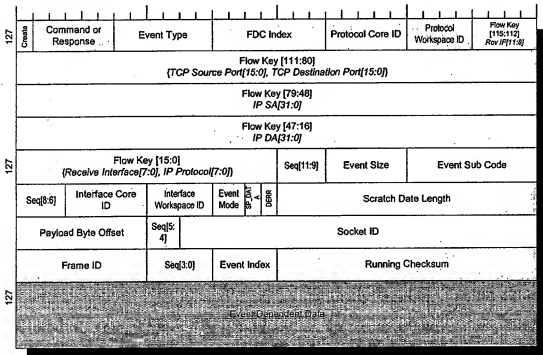 127
Create
Command or
Response
Event Type
FDC Index
Protocol Core ID
Protocol
Workspace ID
Flow Key
[115:112]
Rcv IF[11:8]
Flow Key [111:80]
{TCP Source Port[15:0], TCP Destination Port[15:0]}
Flow Key [79:48]
IP SA[31:0]
Flow Key [47:16]
IP DA[31:0]
127
Flow Key [15:0]
{Receive Interface[7:0], IP Protocol[7:0]}
Seq[11:9]
Event Size
Event Sub Code
Seq[8:6]
Interface Core
ID
Interface
Workspace ID
Event
Mode
SP_DAT
A
DERR
Scratch Date Length
Payload Byte Offset
Seq[5:
4]
Socket ID
Frame ID
Seq[3:0]
Event Index
Running Checksum
127
Event Dependent Data